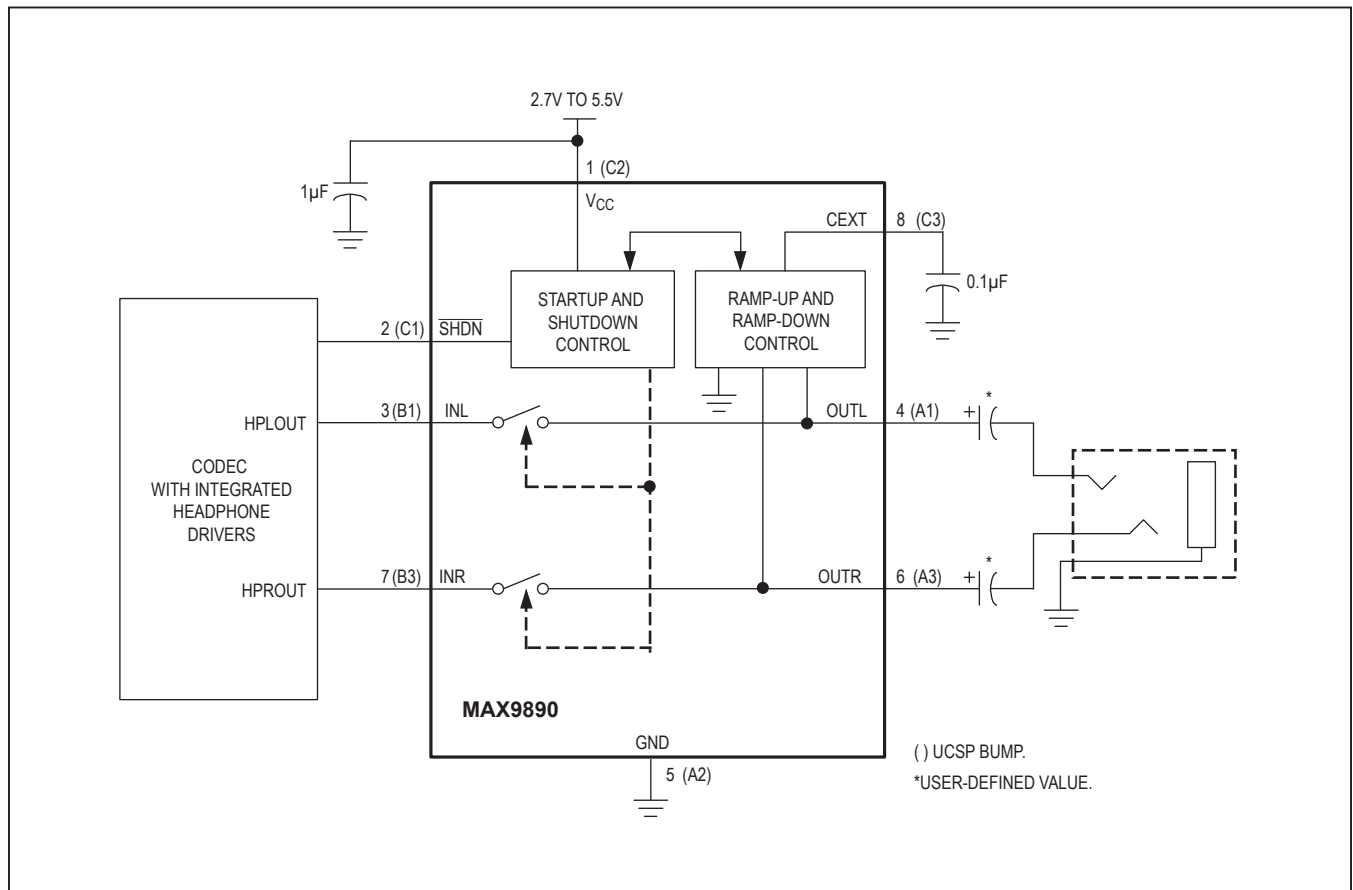 2.7V TO 5.5V
1 (C2)
1µF
VCC
CEXT
8 (C3)
0.1µF
STARTUP AND
SHUTDOWN
CONTROL
RAMP-UP AND
RAMP-DOWN
CONTROL
2 (C1)
SHDN
HPLOUT
3 (B1)
INL
OUTL
4 (A1)
+
*
CODEC
WITH INTEGRATED
HEADPHONE
DRIVERS
HPROUT
7 (B3)
INR
OUTR
6 (A3)
+
*
MAX9890
GND
5 (A2)
( ) UCSP BUMP.
*USER-DEFINED VALUE.